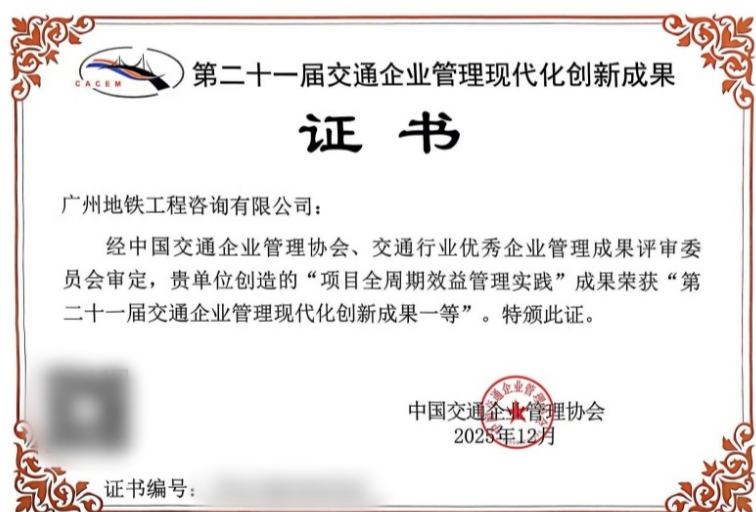 CACEM
第二十一届交通企业管理现代化创新成果
证 书
广州地铁工程咨询有限公司：
经中国交通企业管理协会、交通行业优秀企业管理成果评审委
员会审定，贵单位创造的“项目全周期效益管理实践”成果荣获“第
二十一届交通企业管理现代化创新成果一等”。特颁此证。
中国交通企业管理协会
2025年12月
证书编号：